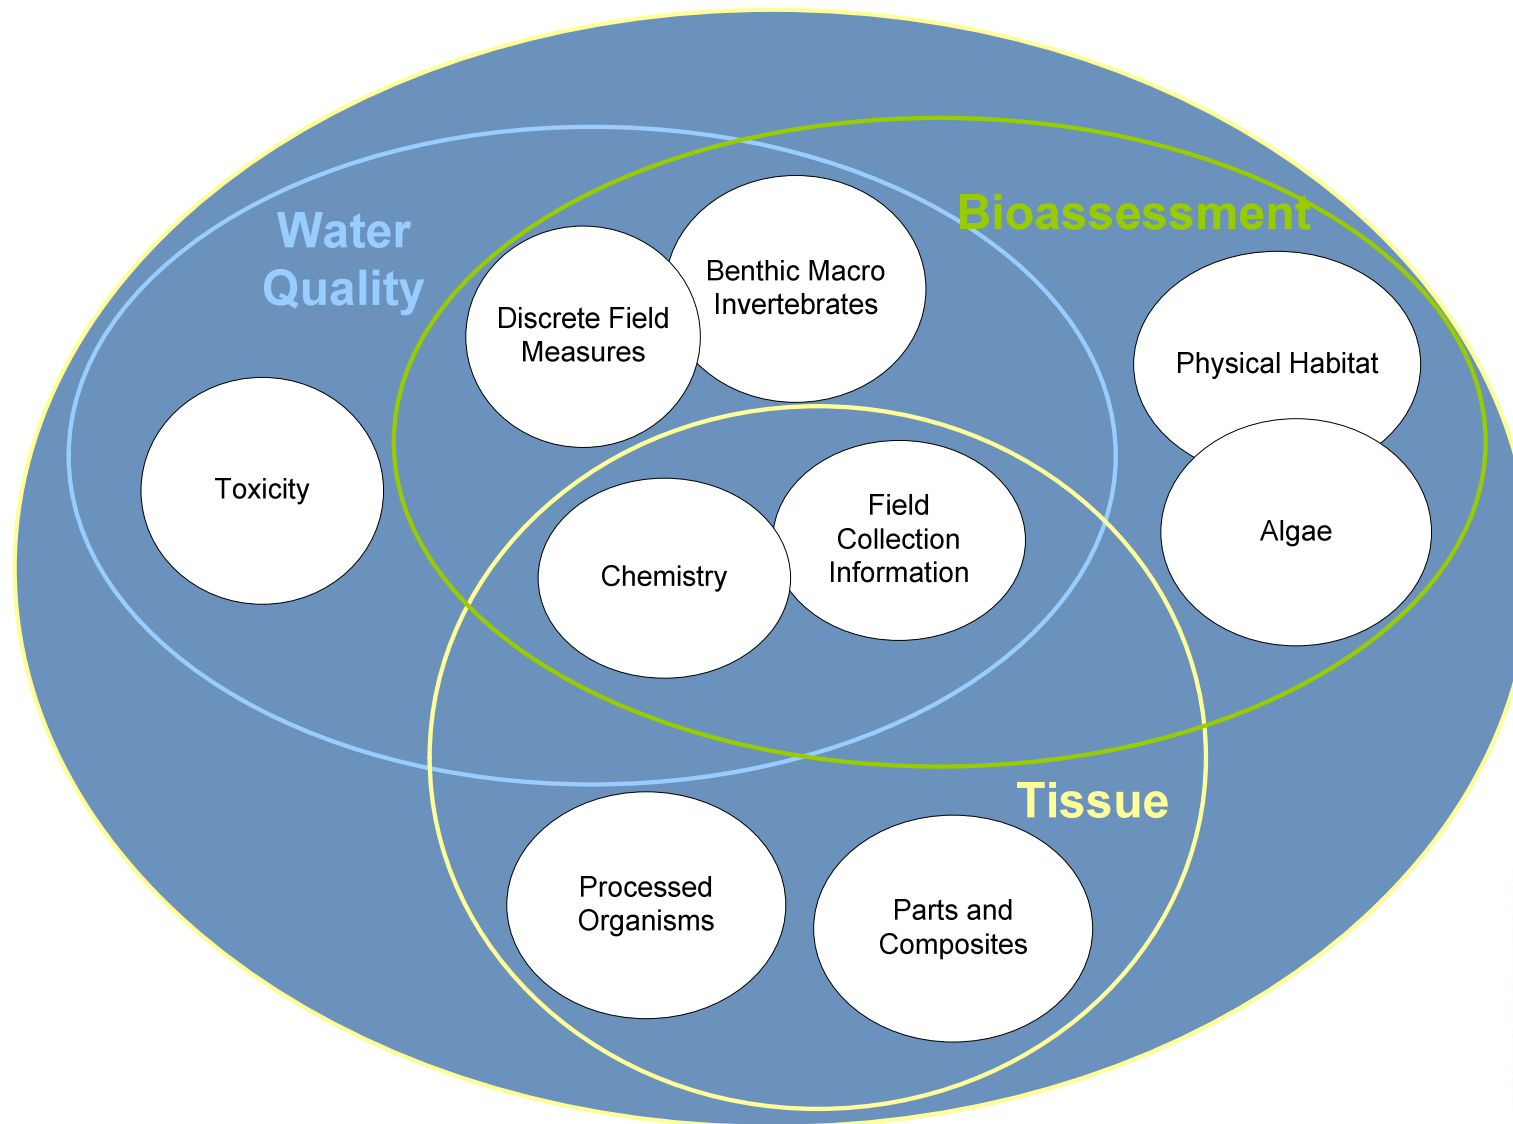 Water
Quality
Bioassessment
Benthic Macro
Invertebrates
Discrete Field
Measures
Physical Habitat
Toxicity
Field
Collection
Information
Chemistry
Algae
Tissue
Processed
Organisms
Parts and
Composites